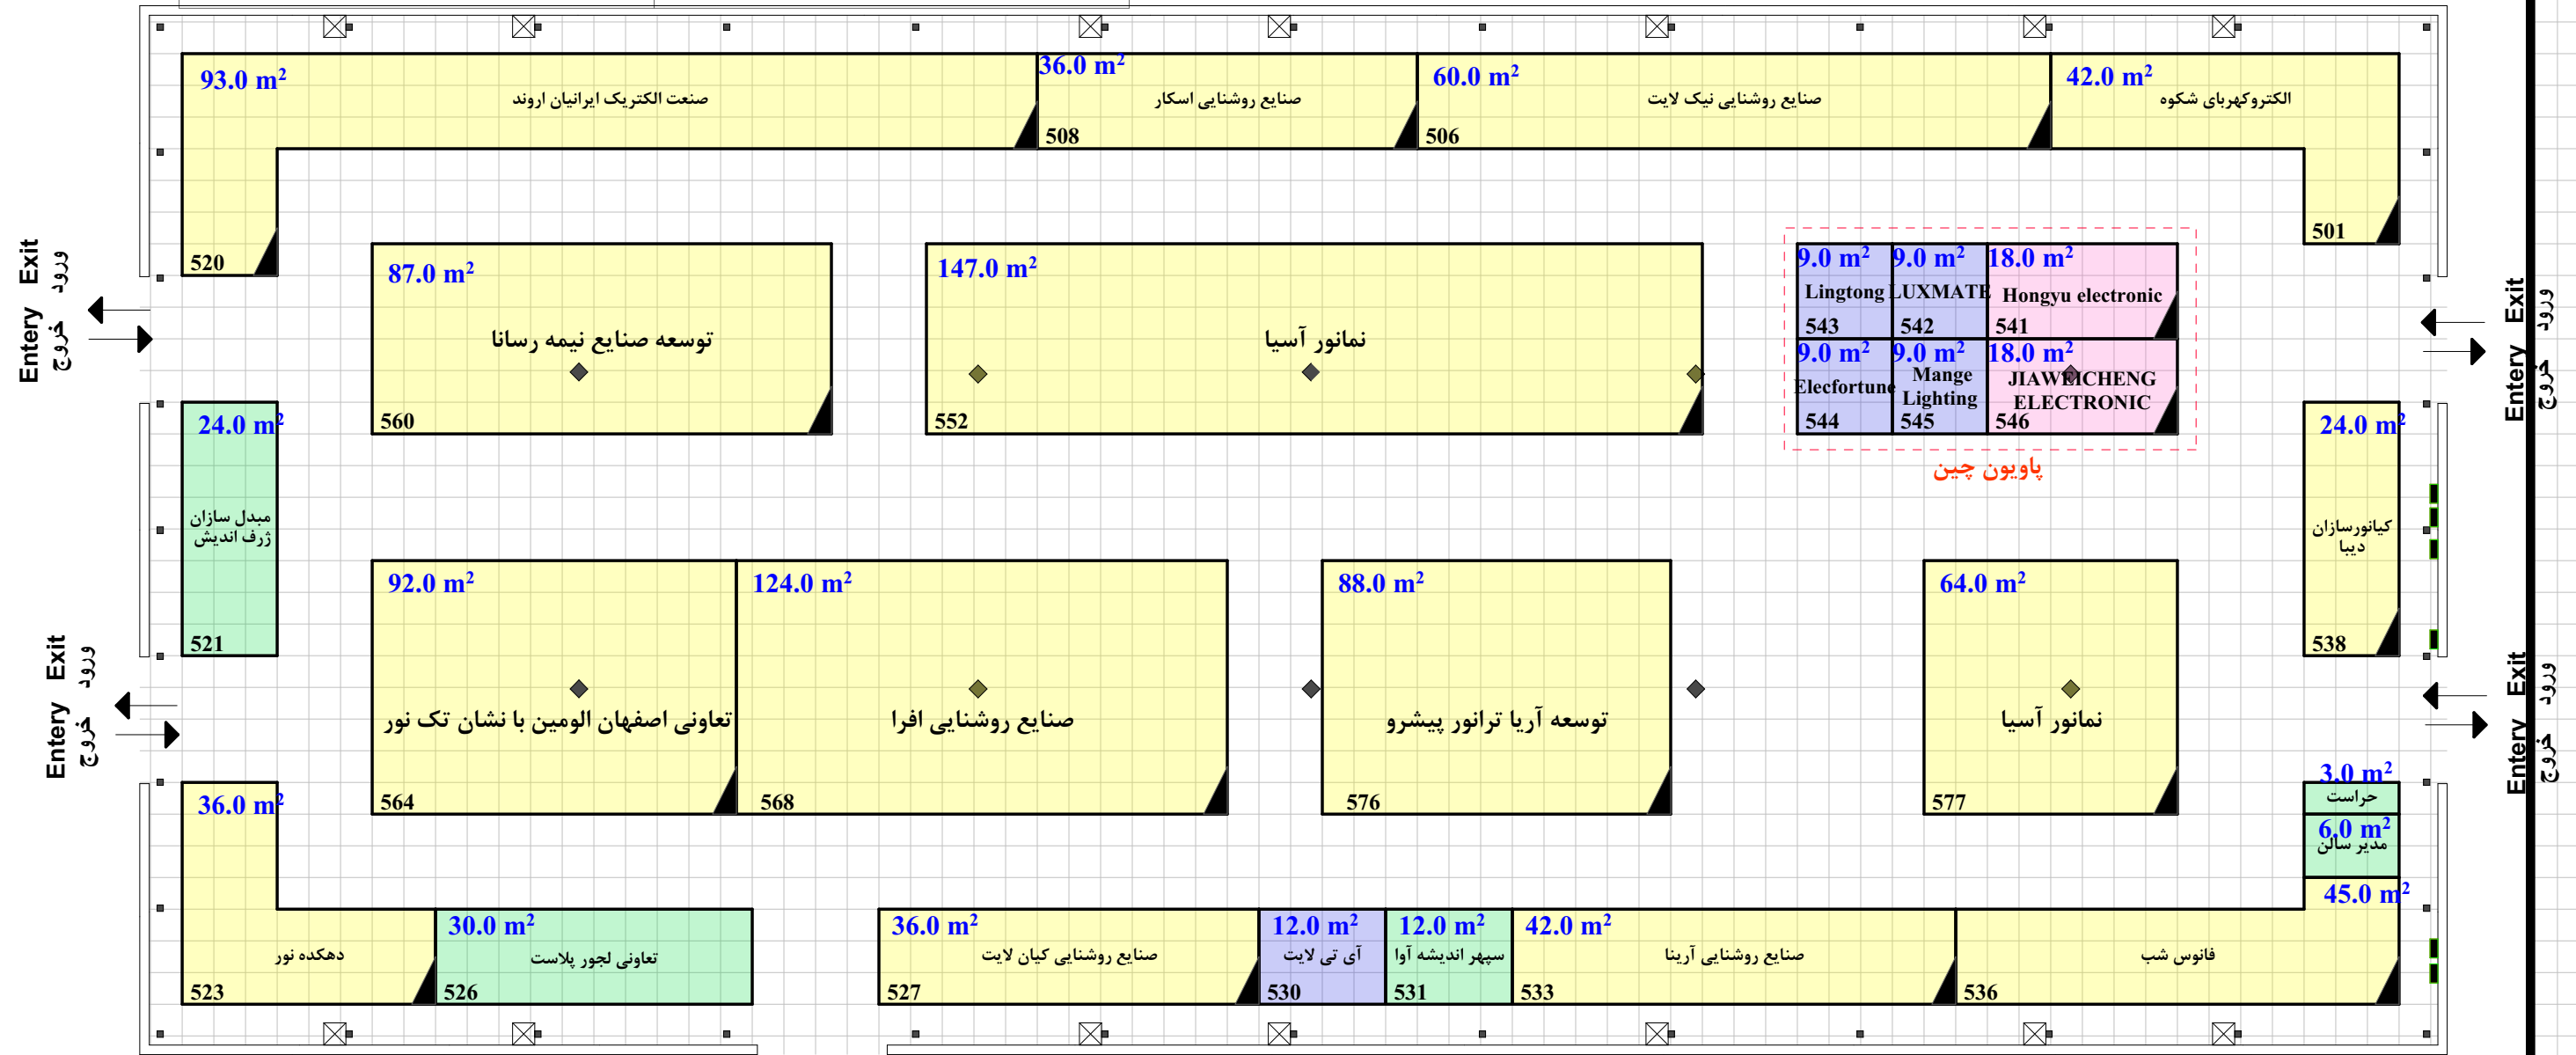 93.0 m²
صنعت الکتریک ایرانیان اروند
520
36.0 m²
صنایع روشنایی اسکار
508
60.0 m²
صنایع روشنایی نیک لایت
506
42.0 m²
الکتروکهربای شکوه
501
Entery Exit
خروج ورود
87.0 m²
توسعه صنایع نیمه رسانا
560
147.0 m²
نمانور آسیا
552
9.0 m²
Lingtong
543
9.0 m²
LUXMATE
542
18.0 m²
Hongyu electronic
541
9.0 m²
Elecfortune
544
9.0 m²
Mange
Lighting
545
18.0 m²
JIAWEICHENG
ELECTRONIC
546
پاویون چین
Entery Exit
خروج ورود
24.0 m²
مبدل سازان
ژرف اندیش
521
24.0 m²
کیانورسازان
دیبا
538
Entery Exit
خروج ورود
92.0 m²
تعاونی اصفهان الومین با نشان تک نور
564
124.0 m²
صنایع روشنایی افرا
568
88.0 m²
توسعه آریا ترانور پیشرو
576
64.0 m²
نمانور آسیا
577
Entery Exit
خروج ورود
3.0 m²
حراست
6.0 m²
مدیر سالن
36.0 m²
دهکده نور
523
30.0 m²
تعاونی لجور پلاست
526
36.0 m²
صنایع روشنایی کیان لایت
527
12.0 m²
آی تی لایت
530
12.0 m²
سپهر اندیشه آوا
531
42.0 m²
صنایع روشنایی آرینا
533
45.0 m²
فانوس شب
536